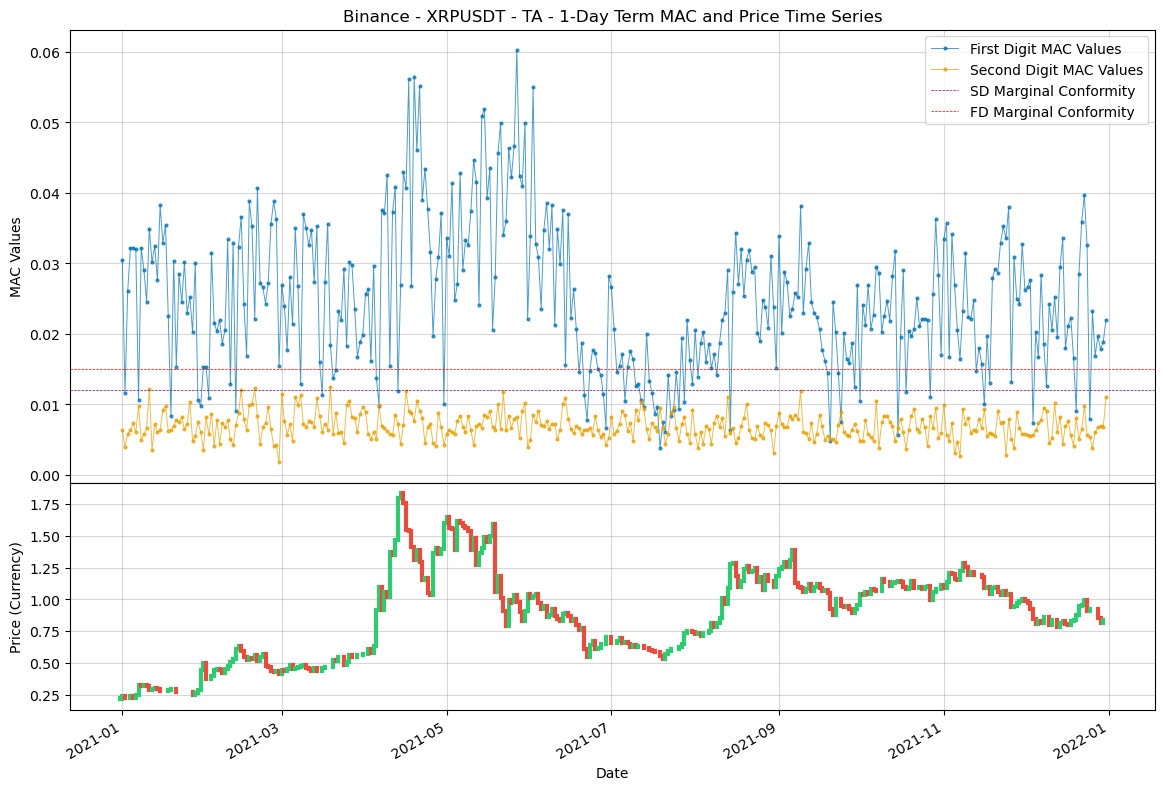 Binance - XRPUSDT - TA - 1-Day Term MAC and Price Time Series
First Digit MAC Values
Second Digit MAC Values
SD Marginal Conformity
FD Marginal Conformity
MAC Values
0.06
0.05
0.04
0.03
0.02
0.01
0.00
Price (Currency)
1.75
1.50
1.25
1.00
0.75
0.50
0.25
2021-01
2021-03
2021-05
2021-07
2021-09
2021-11
2022-01
Date